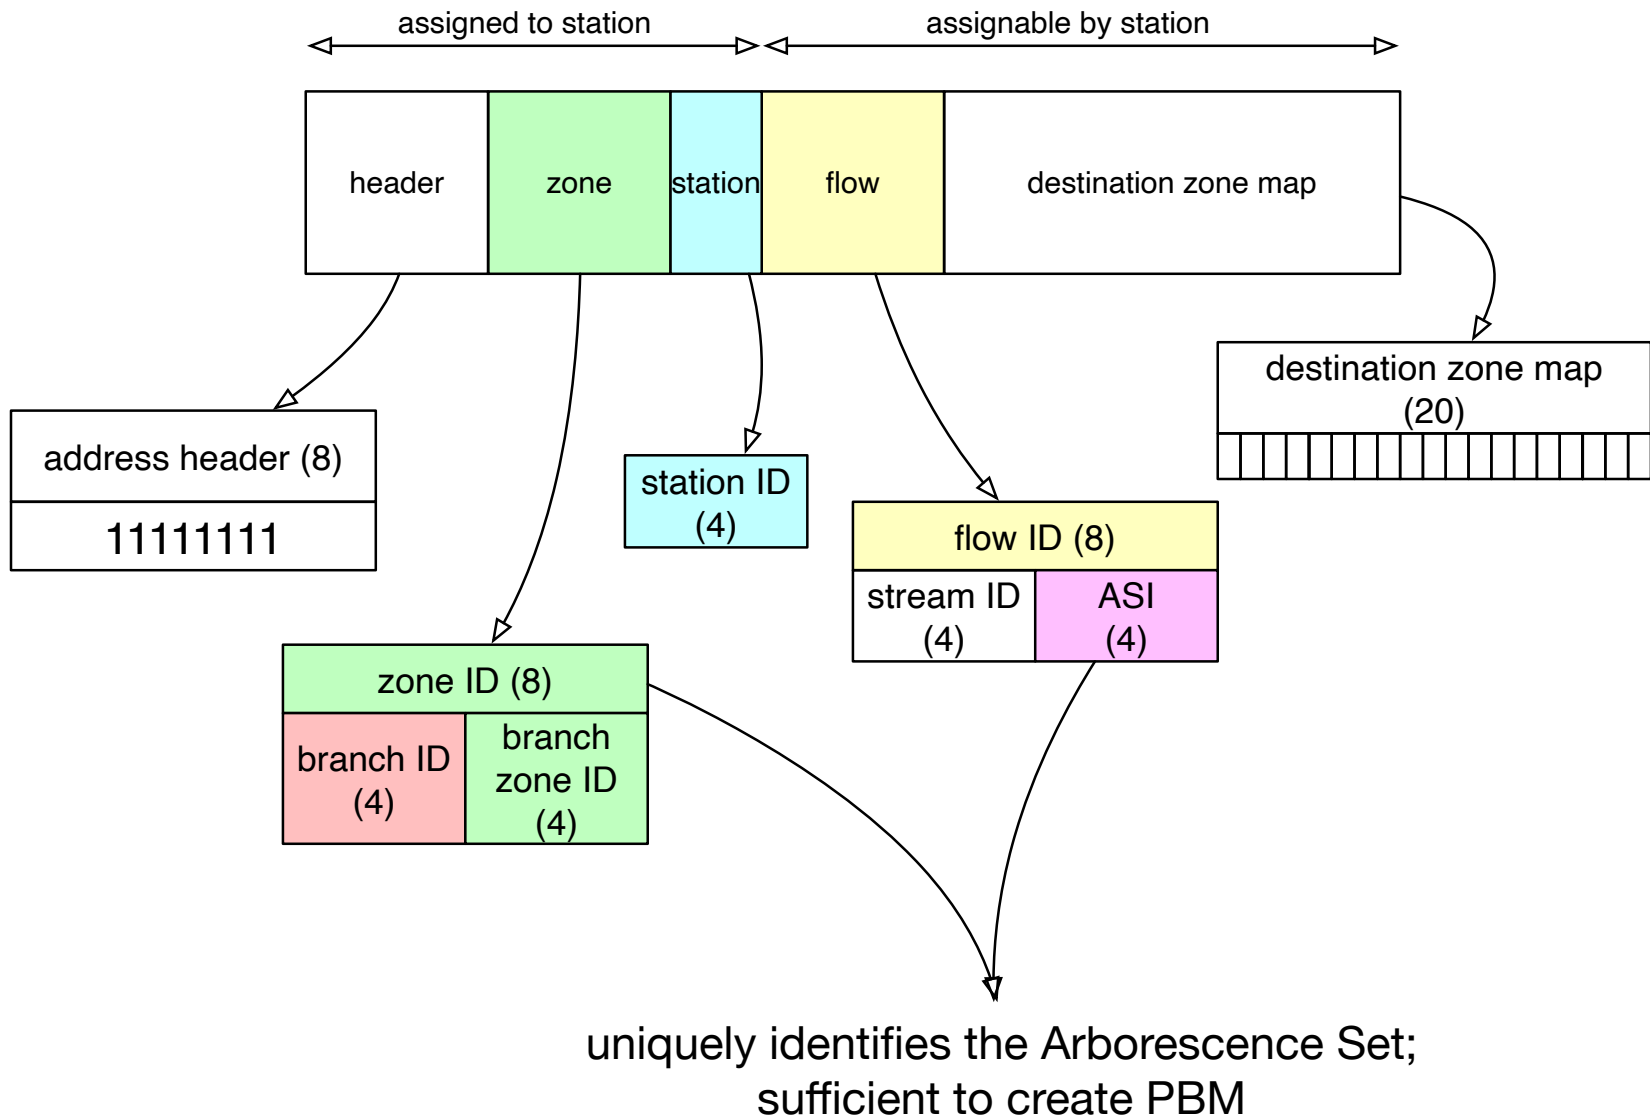 assigned to station
assignable by station
header
zone
station
flow
destination zone map
destination zone map
(20)
address header (8)
11111111
station ID
(4)
flow ID (8)
stream ID
(4)
ASI
(4)
zone ID (8)
branch ID
(4)
branch
zone ID
(4)
uniquely identifies the Arborescence Set;
sufficient to create PBM